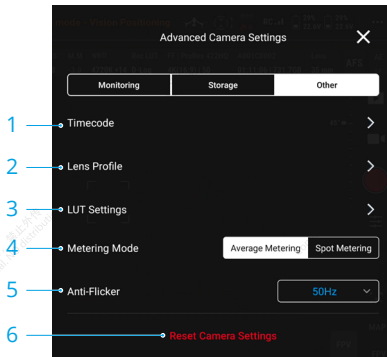 Advanced Camera Settings
Monitoring Storage Other
1 Timecode
2 Lens Profile
3 LUT Settings
4 Metering Mode Average Metering Spot Metering
5 Anti-Flicker 50Hz
6 Reset Camera Settings